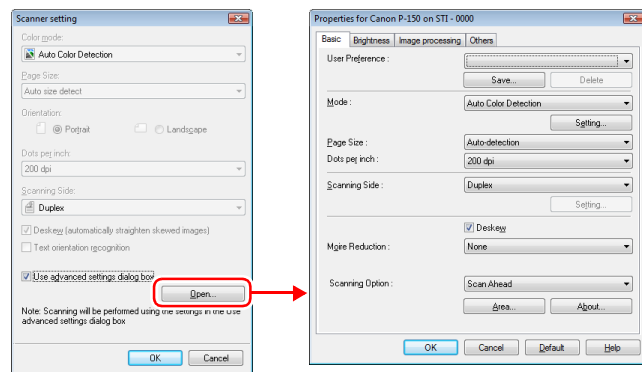 Scanner setting
Color mode:
Auto Color Detection
Page Size:
Auto size detect
Orientation:
Portrait
Landscape
Dots per inch:
200 dpi
Scanning Side:
Duplex
Deskew (automatically straighten skewed images)
Text orientation recognition
Use advanced settings dialog box
Open...
Note: Scanning will be performed using the settings in the Use
advanced settings dialog box
OK Cancel
Properties for Canon P-150 on STI - 0000
Basic Brightness Image processing Others
User Preference :
Save... Delete
Mode : Auto Color Detection
Setting...
Page Size : Auto-detection
Dots per inch : 200 dpi
Scanning Side : Duplex
Setting...
Deskew
Moire Reduction : None
Scanning Option : Scan Ahead
Area... About...
OK Cancel Default Help